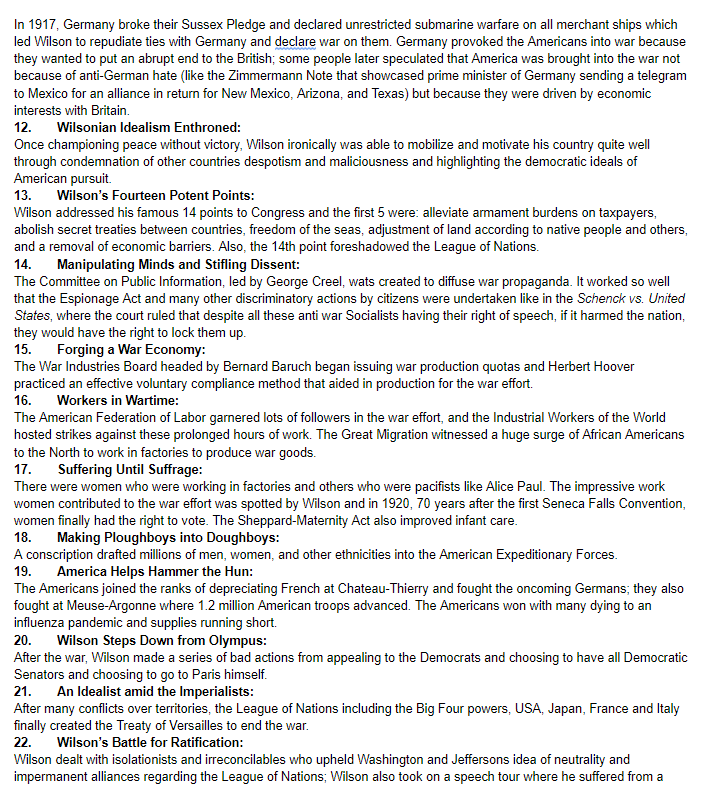 In 1917, Germany broke their Sussex Pledge and declared unrestricted submarine warfare on all merchant ships which
led Wilson to repudiate ties with Germany and declare war on them. Germany provoked the Americans into war because
they wanted to put an abrupt end to the British; some people later speculated that America was brought into the war not
because of anti-German hate (like the Zimmermann Note that showcased prime minister of Germany sending a telegram
to Mexico for an alliance in return for New Mexico, Arizona, and Texas) but because they were driven by economic
interests with Britain.
12. Wilsonian Idealism Enthroned:
Once championing peace without victory, Wilson ironically was able to mobilize and motivate his country quite well
through condemnation of other countries despotism and maliciousness and highlighting the democratic ideals of
American pursuit.
13. Wilson's Fourteen Potent Points:
Wilson addressed his famous 14 points to Congress and the first 5 were: alleviate armament burdens on taxpayers,
abolish secret treaties between countries, freedom of the seas, adjustment of land according to native people and others,
and a removal of economic barriers. Also, the 14th point foreshadowed the League of Nations.
14. Manipulating Minds and Stifling Dissent:
The Committee on Public Information, led by George Creel, wats created to diffuse war propaganda. It worked so well
that the Espionage Act and many other discriminatory actions by citizens were undertaken like in the Schenck vs. United
States, where the court ruled that despite all these anti war Socialists having their right of speech, if it harmed the nation,
they would have the right to lock them up.
15. Forging a War Economy:
The War Industries Board headed by Bernard Baruch began issuing war production quotas and Herbert Hoover
practiced an effective voluntary compliance method that aided in production for the war effort.
16. Workers in Wartime:
The American Federation of Labor garnered lots of followers in the war effort, and the Industrial Workers of the World
hosted strikes against these prolonged hours of work. The Great Migration witnessed a huge surge of African Americans
to the North to work in factories to produce war goods.
17. Suffering Until Suffrage:
There were women who were working in factories and others who were pacifists like Alice Paul. The impressive work
women contributed to the war effort was spotted by Wilson and in 1920, 70 years after the first Seneca Falls Convention,
women finally had the right to vote. The Sheppard-Maternity Act also improved infant care.
18. Making Ploughboys into Doughboys:
A conscription drafted millions of men, women, and other ethnicities into the American Expeditionary Forces.
19. America Helps Hammer the Hun:
The Americans joined the ranks of depreciating French at Chateau-Thierry and fought the oncoming Germans; they also
fought at Meuse-Argonne where 1.2 million American troops advanced. The Americans won with many dying to an
influenza pandemic and supplies running short.
20. Wilson Steps Down from Olympus:
After the war, Wilson made a series of bad actions from appealing to the Democrats and choosing to have all Democratic
Senators and choosing to go to Paris himself.
21. An Idealist amid the Imperialists:
After many conflicts over territories, the League of Nations including the Big Four powers, USA, Japan, France and Italy
finally created the Treaty of Versailles to end the war.
22. Wilson's Battle for Ratification:
Wilson dealt with isolationists and irreconcilables who upheld Washington and Jeffersons idea of neutrality and
impermanent alliances regarding the League of Nations; Wilson also took on a speech tour where he suffered from a